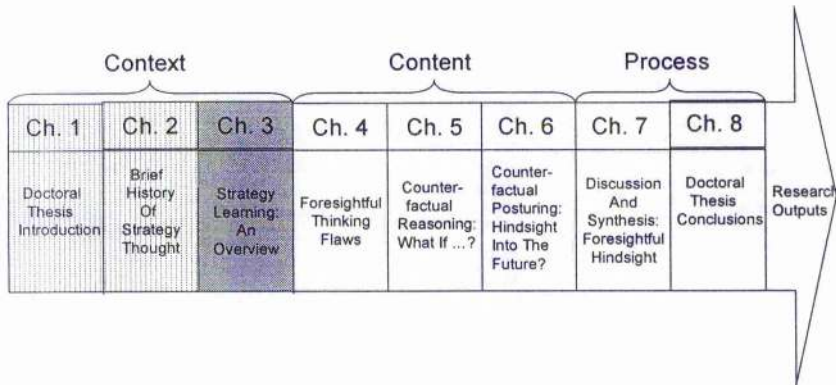 Context
Content
Process
Ch. 1
Ch. 2
Ch. 3
Ch. 4
Ch. 5
Ch. 6
Ch. 7
Ch. 8
Doctoral
Thesis
Introduction
Brief
History
Of
Strategy
Thought
Strategy
Learning:
An
Overview
Foresightful
Thinking
Flaws
Counter-
factual
Reasoning:
What If ...?
Counter-
factual
Posturing:
Hindsight
Into The
Future?
Discussion
And
Synthesis:
Foresightful
Hindsight
Doctoral
Thesis
Conclusions
Research
Outputs